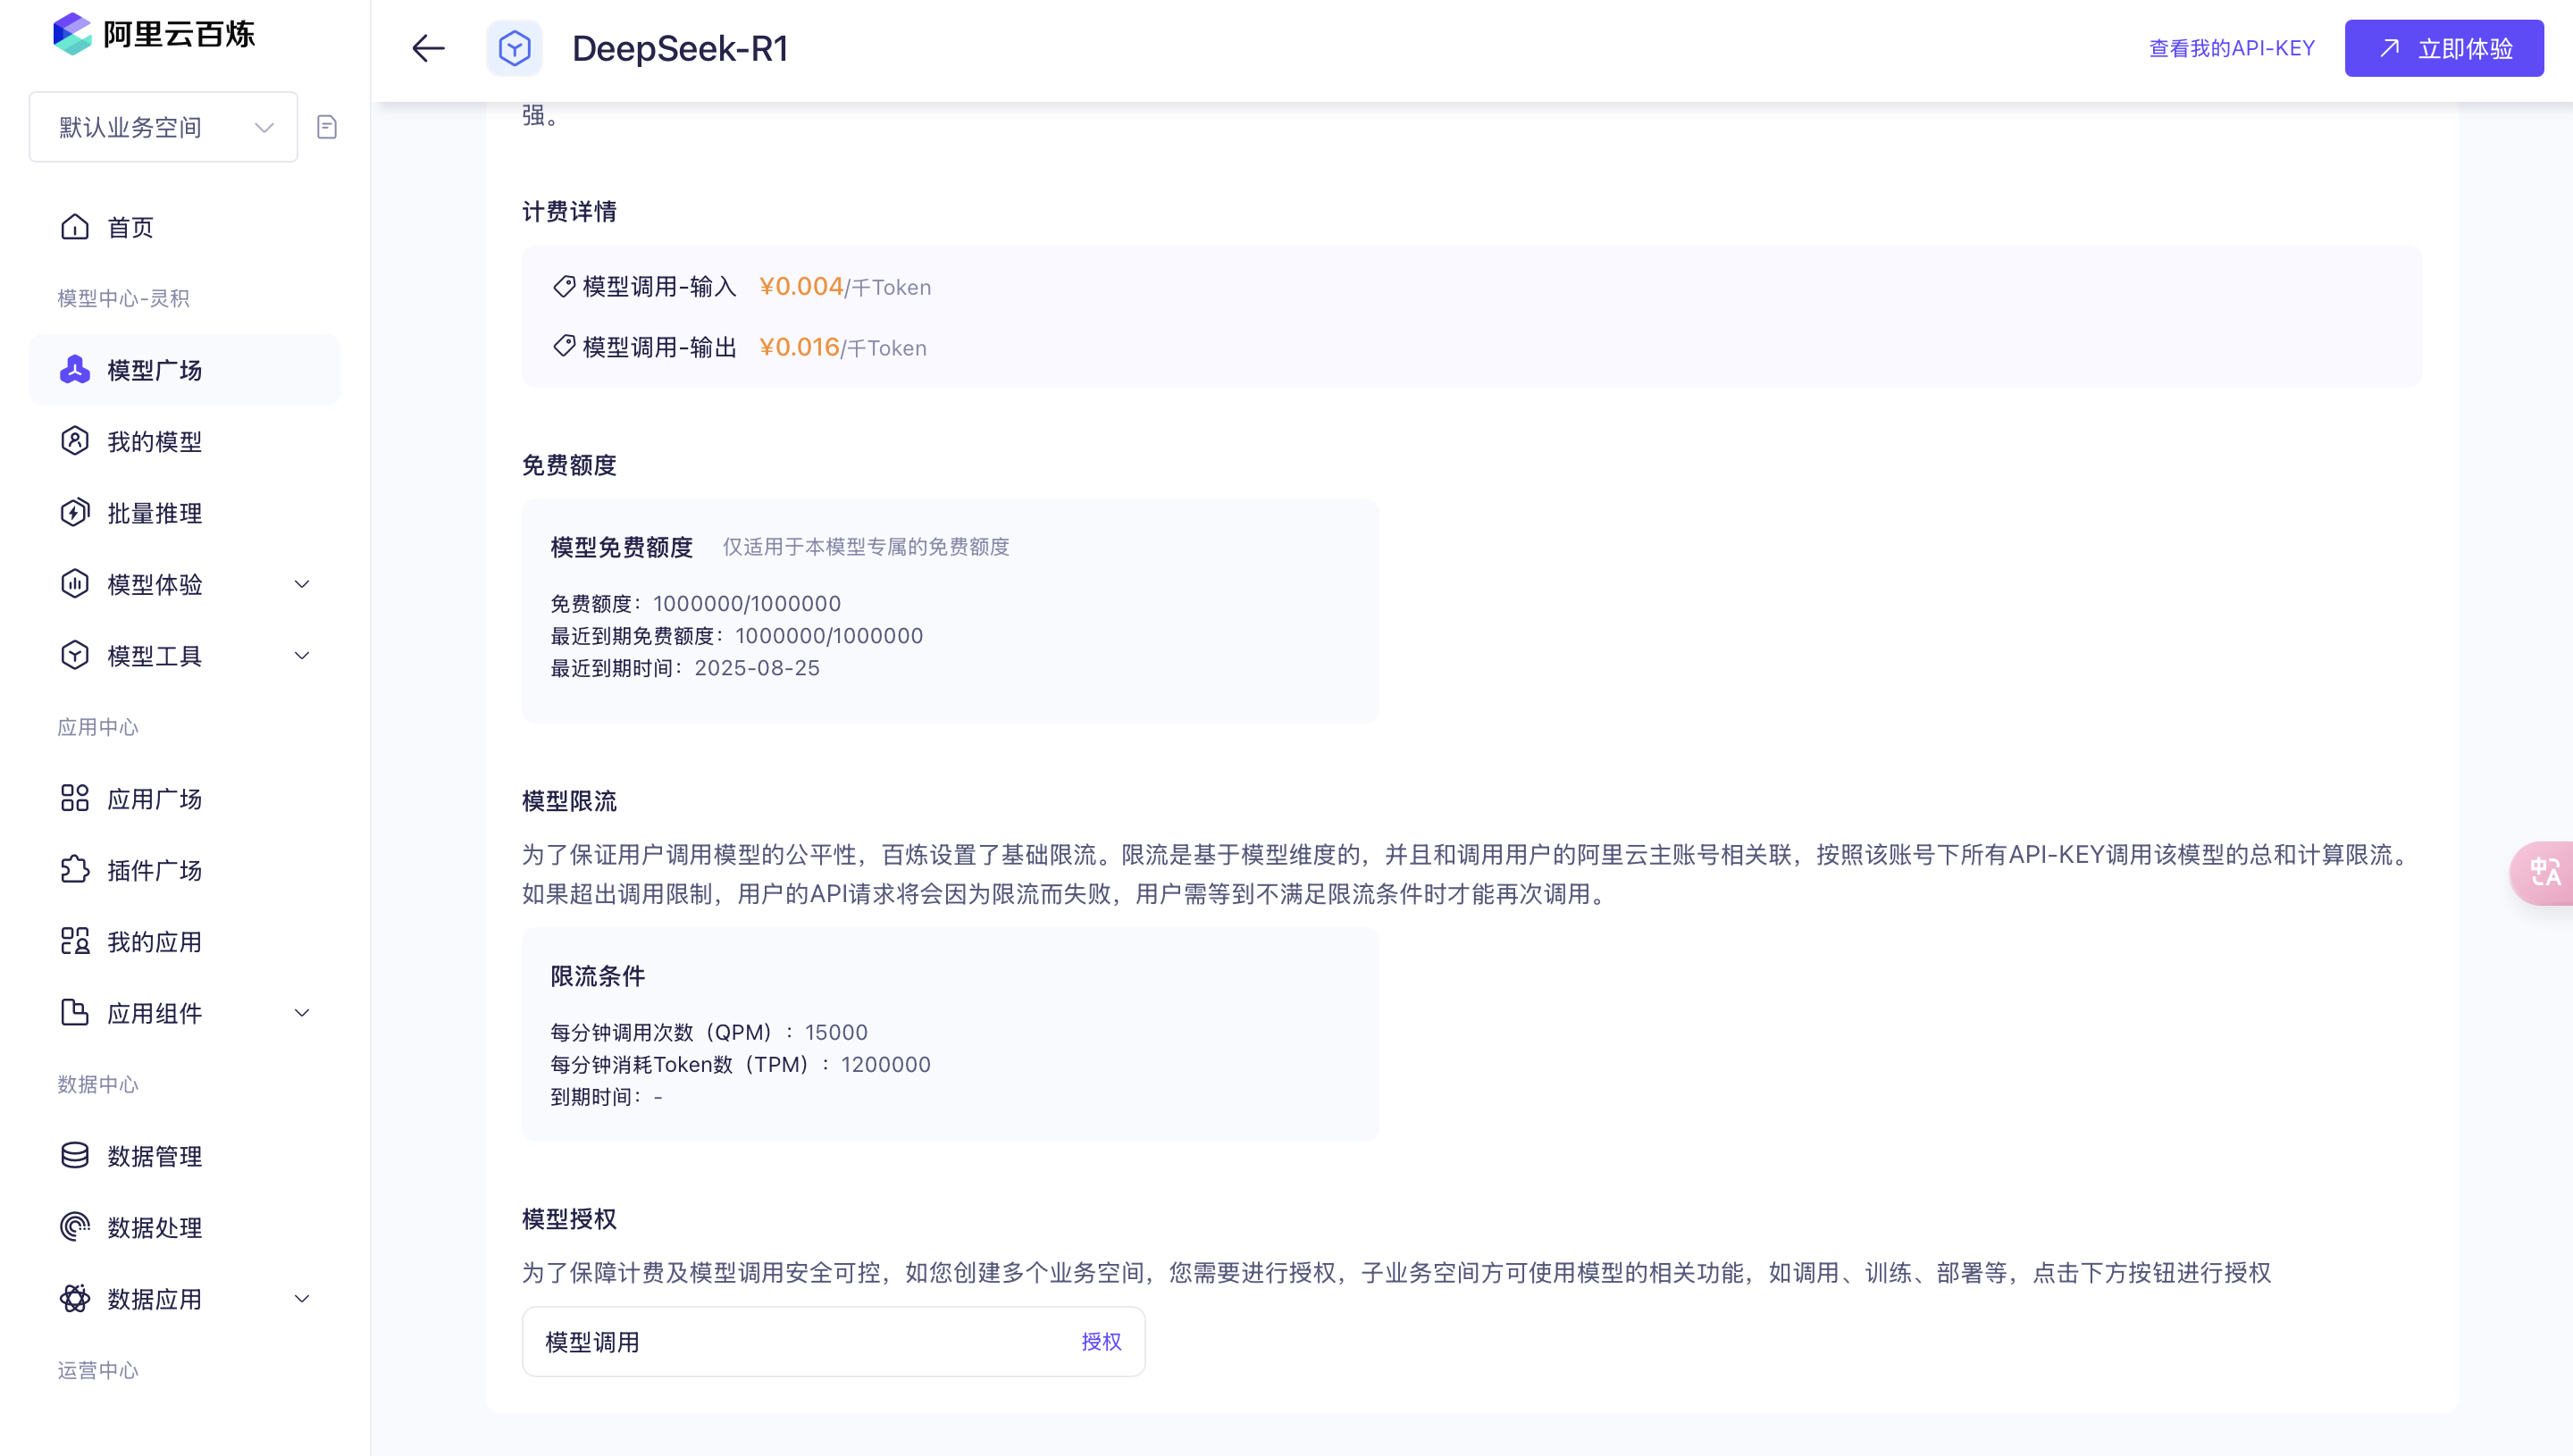 阿里云百炼
默认业务空间
首页
模型中心-灵积
模型广场
我的模型
批量推理
模型体验
模型工具
应用中心
应用广场
插件广场
我的应用
应用组件
数据中心
数据管理
数据处理
数据应用
运营中心
DeepSeek-R1
查看我的API-KEY
立即体验
强。
计费详情
模型调用-输入 ¥0.004/千Token
模型调用-输出 ¥0.016/千Token
免费额度
模型免费额度 仅适用于本模型专属的免费额度
免费额度：1000000/1000000
最近到期免费额度：1000000/1000000
最近到期时间：2025-08-25
模型限流
为了保证用户调用模型的公平性，百炼设置了基础限流。限流是基于模型维度的，并且和调用用户的阿里云主账号相关联，按照该账号下所有API-KEY调用该模型的总和计算限流。
如果超出调用限制，用户的API请求将会因为限流而失败，用户需等到不满足限流条件时才能再次调用。
限流条件
每分钟调用次数（QPM）：15000
每分钟消耗Token数（TPM）：1200000
到期时间：-
模型授权
为了保障计费及模型调用安全可控，如您创建多个业务空间，您需要进行授权，子业务空间方可使用模型的相关功能，如调用、训练、部署等，点击下方按钮进行授权
模型调用 授权
中A